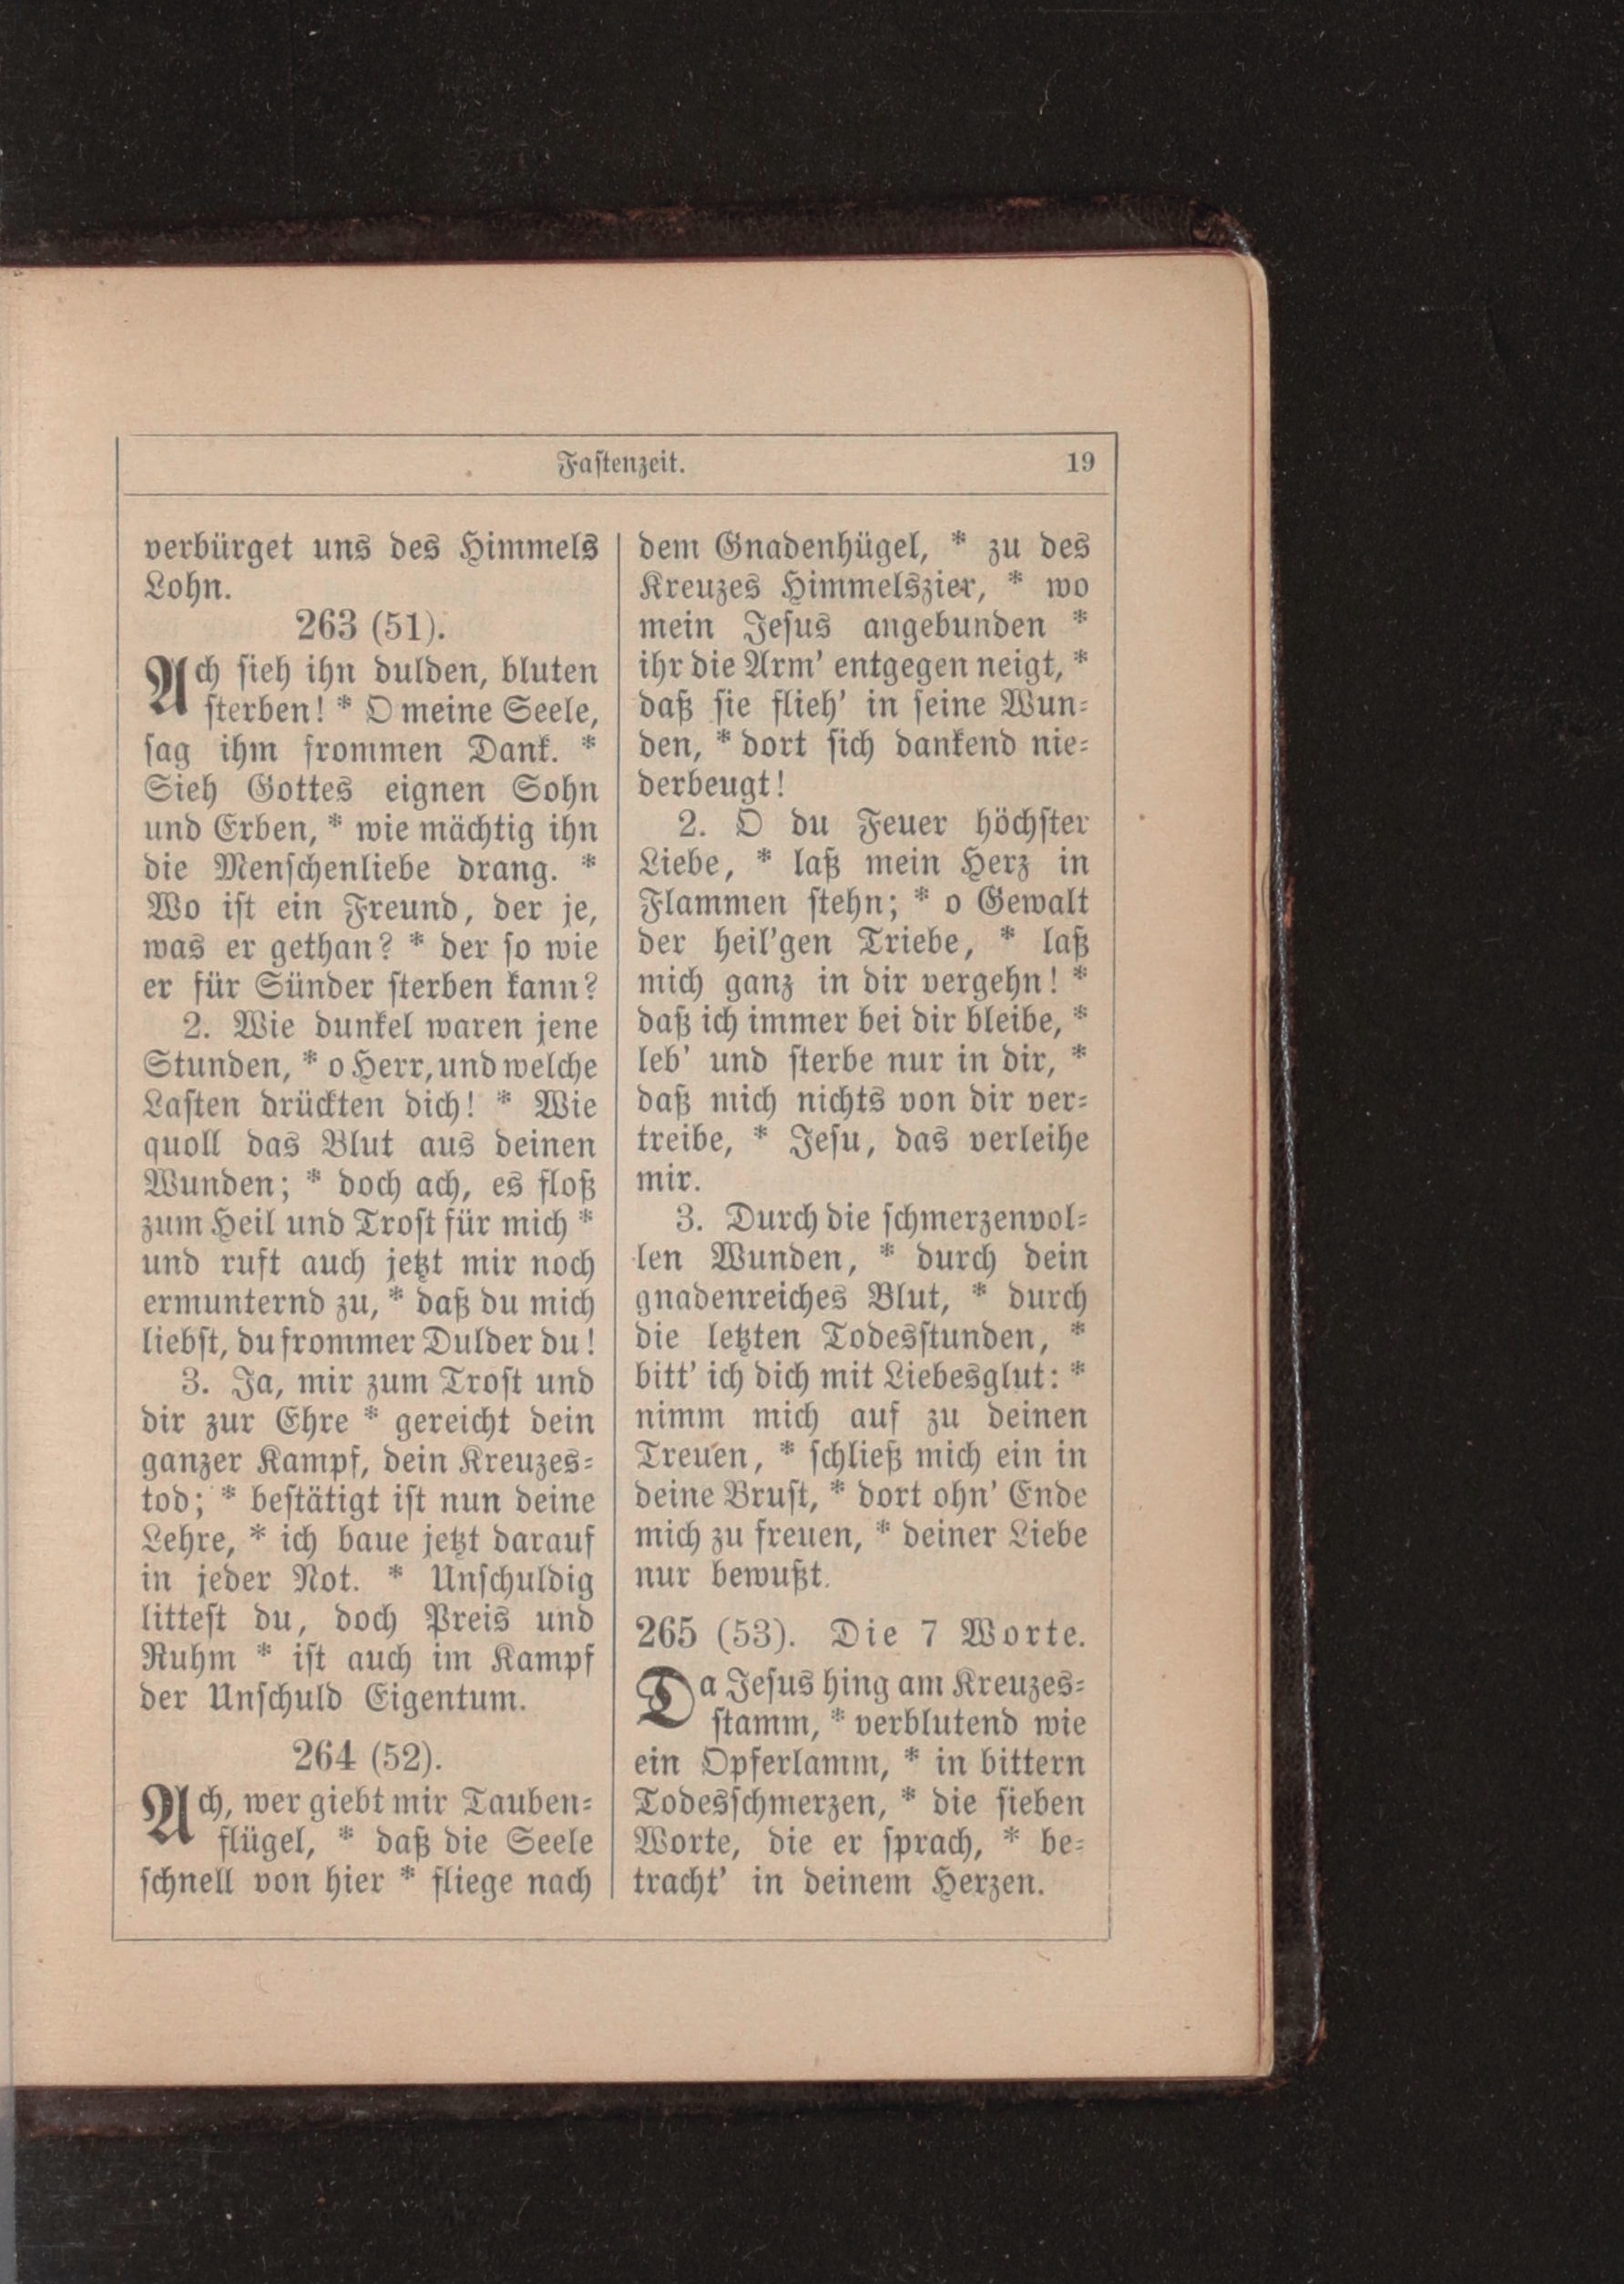 Fastenzeit. 19
verbürget uns des Himmels
Lohn.
263 (51).
Ach sieh ihn dulden, bluten
sterben! * O meine Seele,
sag ihm frommen Dank. *
Sieh Gottes eignen Sohn
und Erben, * wie mächtig ihn
die Menschenliebe drang. *
Wo ist ein Freund, der je,
was er gethan? * der so wie
er für Sünder sterben kann?
2. Wie dunkel waren jene
Stunden, * o Herr, und welche
Lasten drückten dich! * Wie
quoll das Blut aus deinen
Wunden; * doch ach, es floß
zum Heil und Trost für mich *
und ruft auch jetzt mir noch
ermunternd zu, * daß du mich
liebst, du frommer Dulder du!
3. Ja, mir zum Trost und
dir zur Ehre * gereicht dein
ganzer Kampf, dein Kreuzes-
tod; * bestätigt ist nun deine
Lehre, * ich baue jetzt darauf
in jeder Not. * Unschuldig
littest du, doch Preis und
Ruhm * ist auch im Kampf
der Unschuld Eigentum.
264 (52).
Ach, wer giebt mir Tauben-
flügel, * daß die Seele
schnell von hier * fliege nach
dem Gnadenhügel, * zu des
Kreuzes Himmelszier, * wo
mein Jesus angebunden *
ihr die Arm' entgegen neigt, *
daß sie flieh' in seine Wun-
den, * dort sich dankend nie-
derbeugt!
2. O du Feuer höchster
Liebe, * laß mein Herz in
Flammen stehn; * o Gewalt
der heil'gen Triebe, * laß
mich ganz in dir vergehn! *
daß ich immer bei dir bleibe, *
leb' und sterbe nur in dir, *
daß mich nichts von dir ver-
treibe, * Jesu, das verleihe
mir.
3. Durch die schmerzenvol-
len Wunden, * durch dein
gnadenreiches Blut, * durch
die letzten Todesstunden, *
bitt' ich dich mit Liebesglut: *
nimm mich auf zu deinen
Treuen, * schließ mich ein in
deine Brust, * dort ohn' Ende
mich zu freuen, * deiner Liebe
nur bewußt.
265 (53). Die 7 Worte.
Da Jesus hing am Kreuzes-
stamm, * verblutend wie
ein Opferlamm, * in bittern
Todesschmerzen, * die sieben
Worte, die er sprach, * be-
tracht' in deinem Herzen.